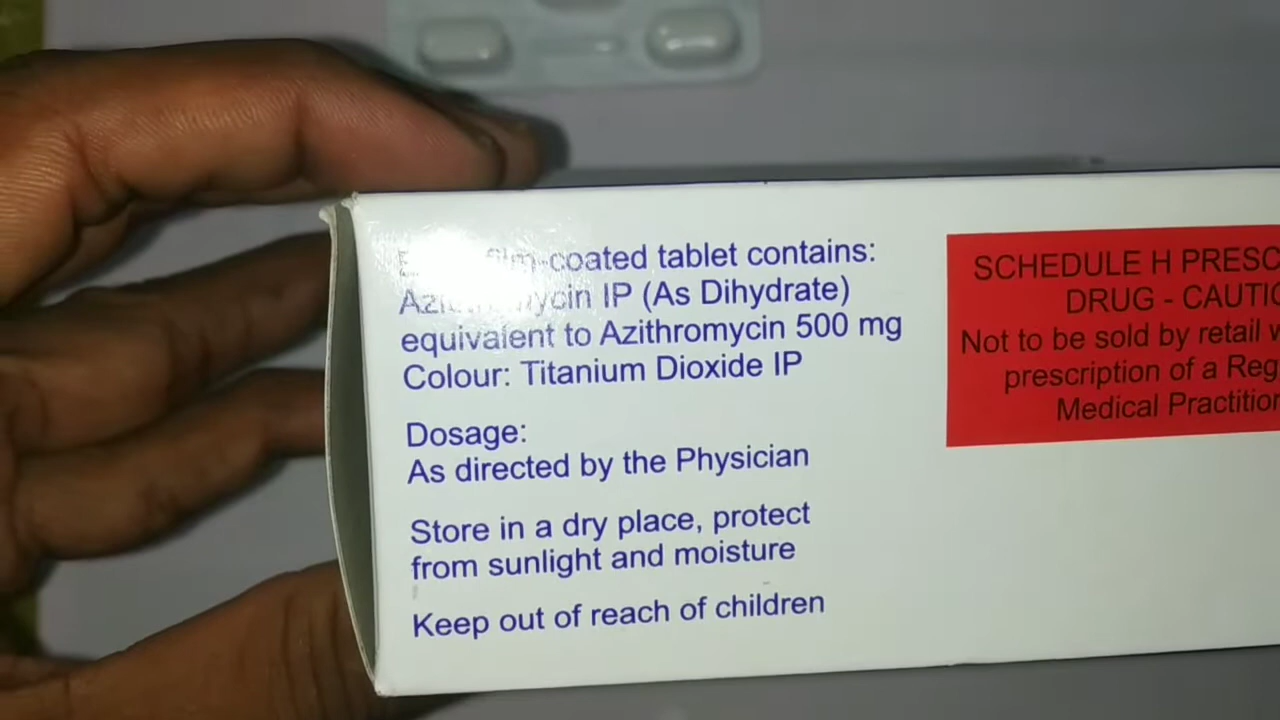 -coated tablet contains:
IP (As Dihydrate)
equivalent to Azithromycin 500 mg
Colour: Titanium Dioxide IP
Dosage:
As directed by the Physician
Store in a dry place, protect
from sunlight and moisture
Keep out of reach of children
SCHEDULE H PRESC
DRUG - CAUTIO
Not to be sold by retail
prescription of a Reg
Medical Practition